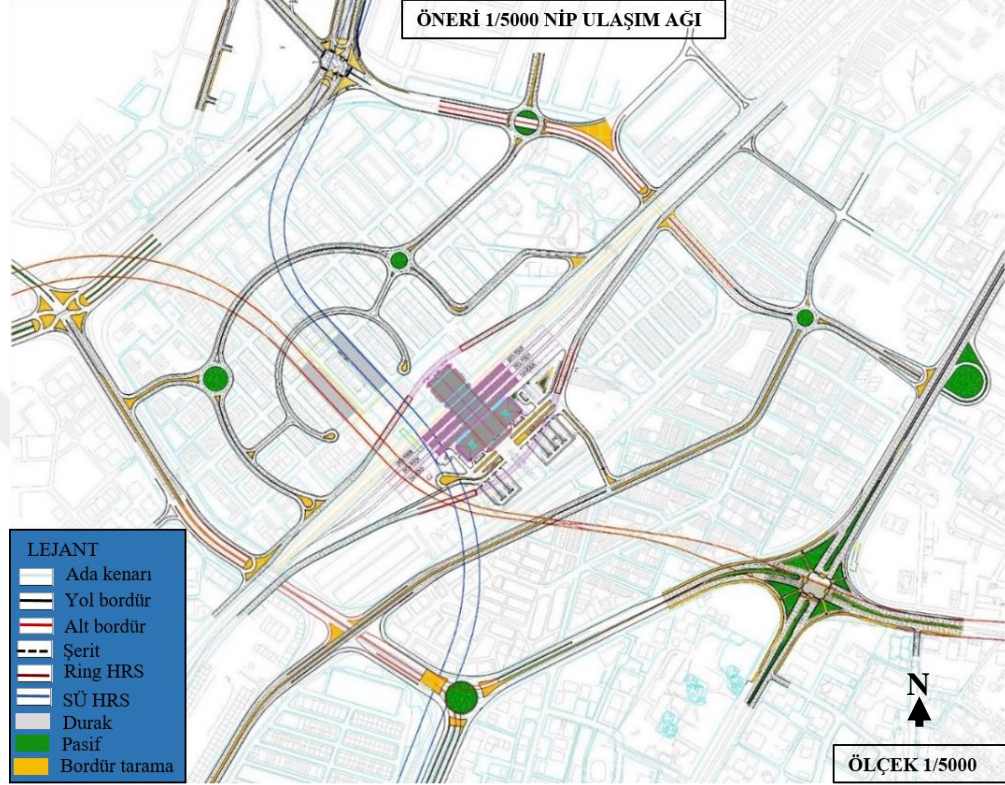 ÖNERİ 1/5000 NİP ULAŞIM AĞI
LEJANT
Ada kenarı
Yol bordür
Alt bordür
Şerit
Ring HRS
SÜ HRS
Durak
Pasif
Bordür tarama
N
ÖLÇEK 1/5000